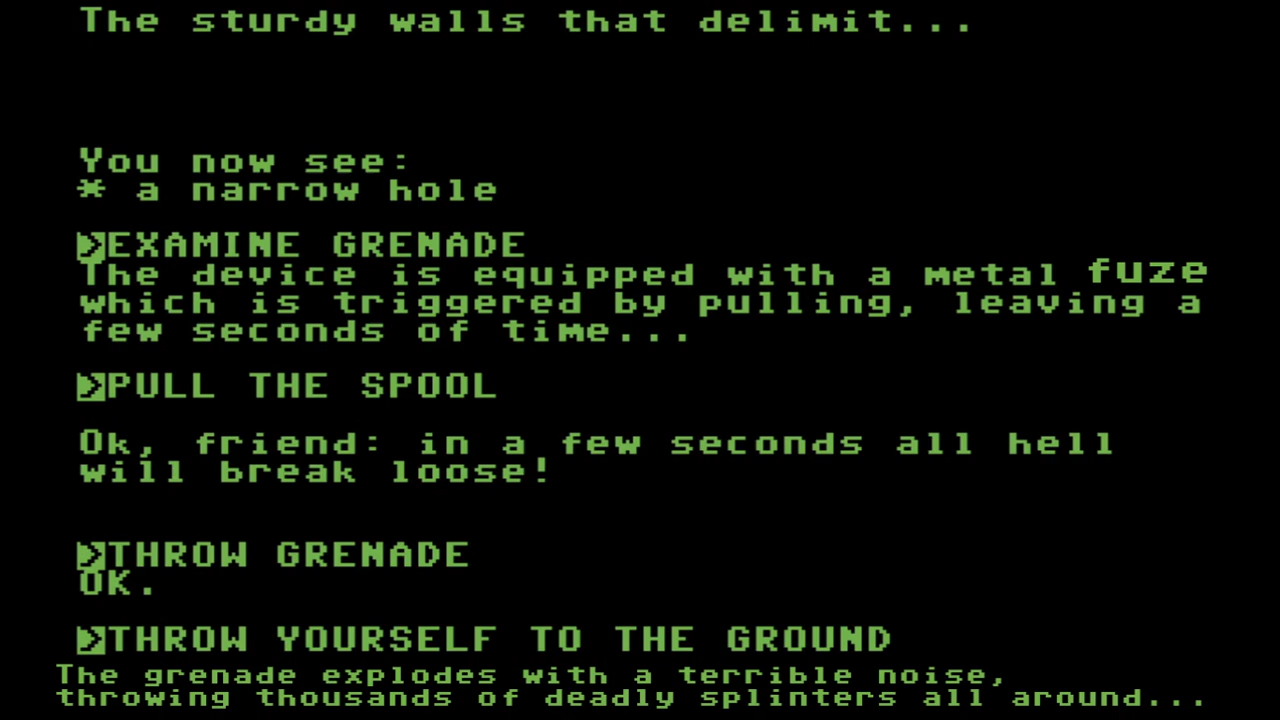 The sturdy walls that delimit...
You now see:
* a narrow hole
>EXAMINE GRENADE
The device is equipped with a metal fuze
which is triggered by pulling, leaving a
few seconds of time...
>PULL THE SPOOL
Ok, friend: in a few seconds all hell
will break loose!
>THROW GRENADE
OK.
>THROW YOURSELF TO THE GROUND
The grenade explodes with a terrible noise,
throwing thousands of deadly splinters all around...